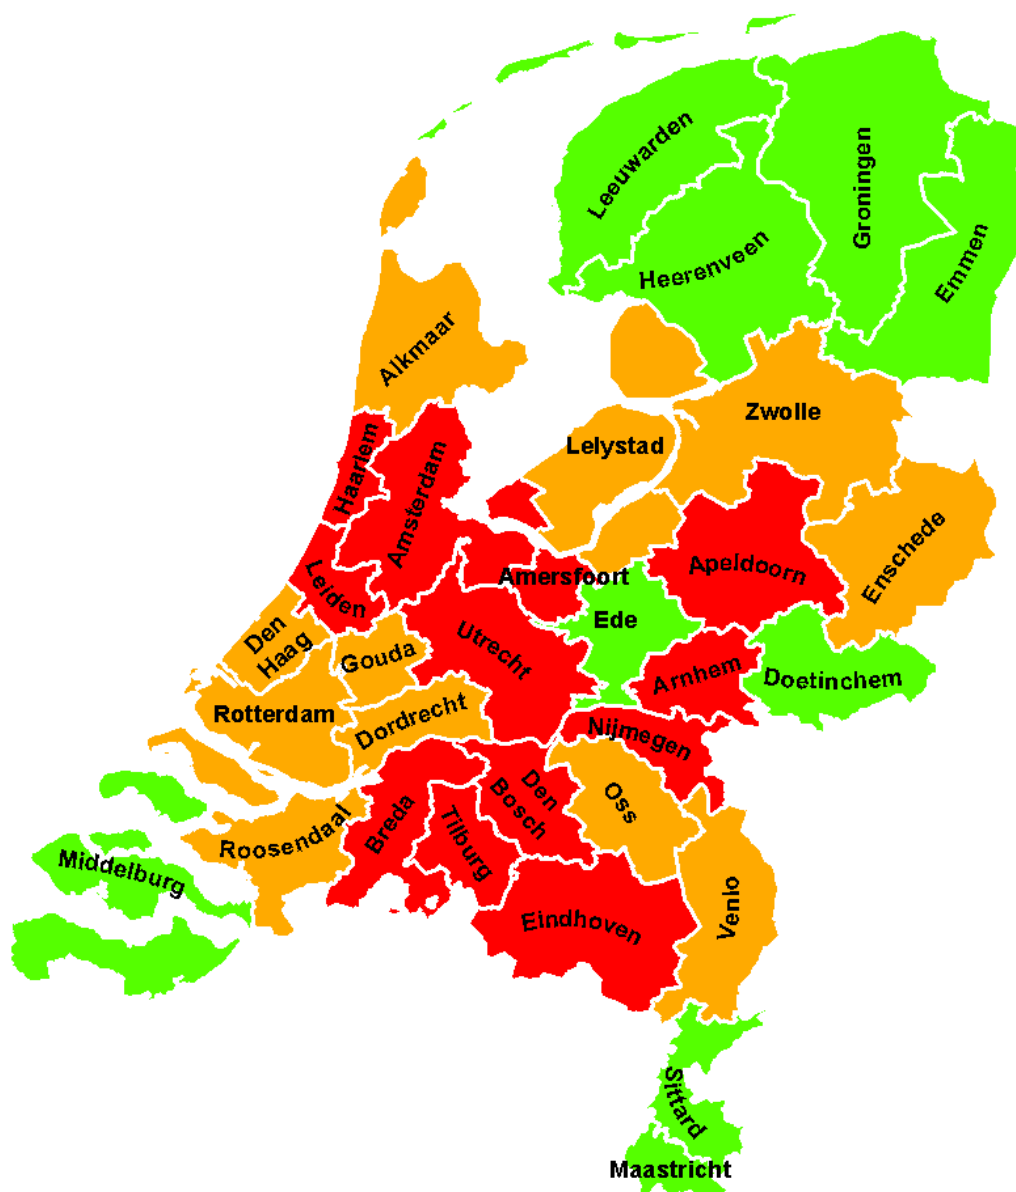 Leeuwarden
Groningen
Heerenveen
Emmen
Alkmaar
Zwolle
Lelystad
Haarlem
Amsterdam
Enschede
Apeldoorn
Amersfoort
Leiden
Ede
Den
Haag
Gouda
Utrecht
Arnhem
Doetinchem
Rotterdam
Dordrecht
Nijmegen
Den
Bosch
Oss
Breda
Tilburg
Roosendaal
Middelburg
Eindhoven
Venlo
Sittard
Maastricht